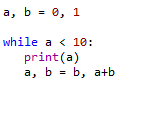 a, b = 0, 1
while a < 10:
    print(a)
    a, b = b, a+b